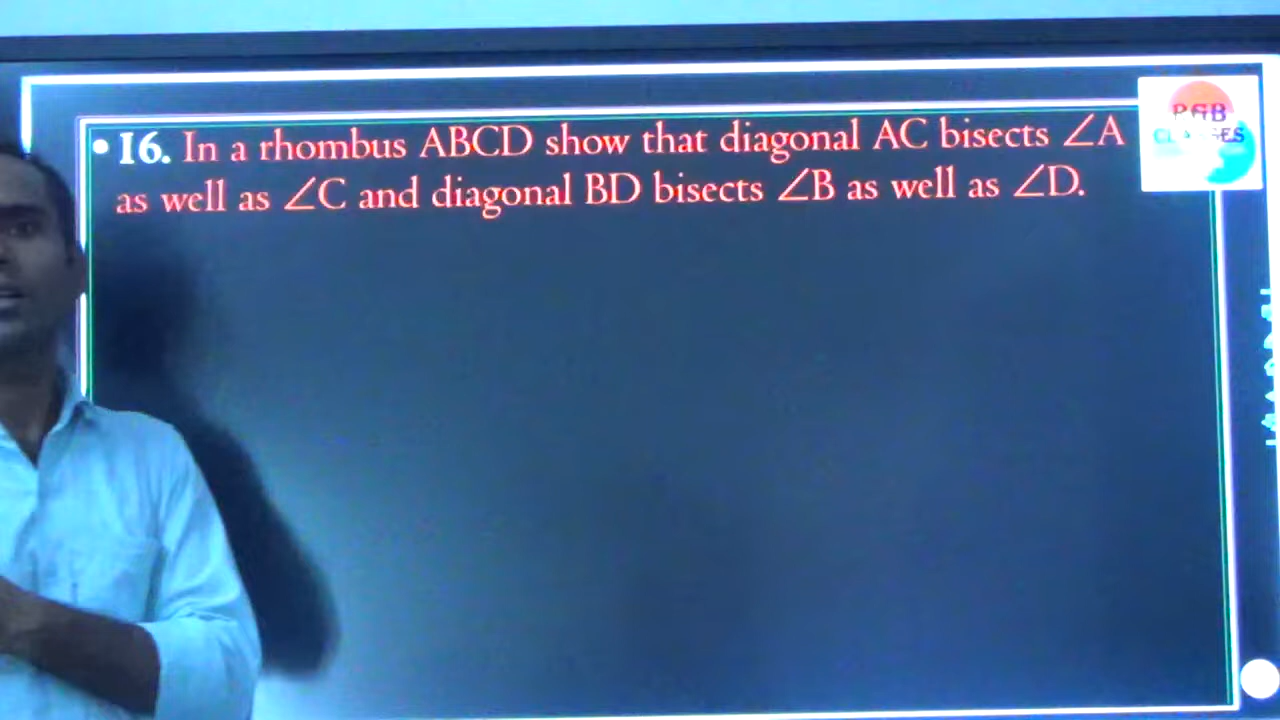 • 16. In a rhombus ABCD show that diagonal AC bisects ∠A
as well as ∠C and diagonal BD bisects ∠B as well as ∠D.